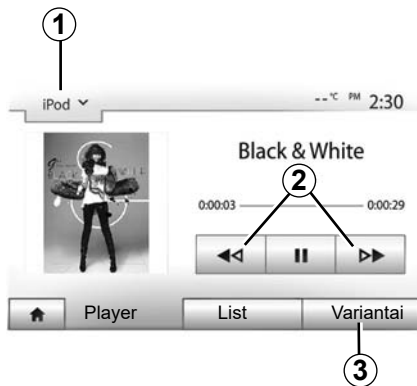 1
iPod
--°C PM 2:30
Black & White
2
0:00:03 0:00:29
Player List Variantai
3